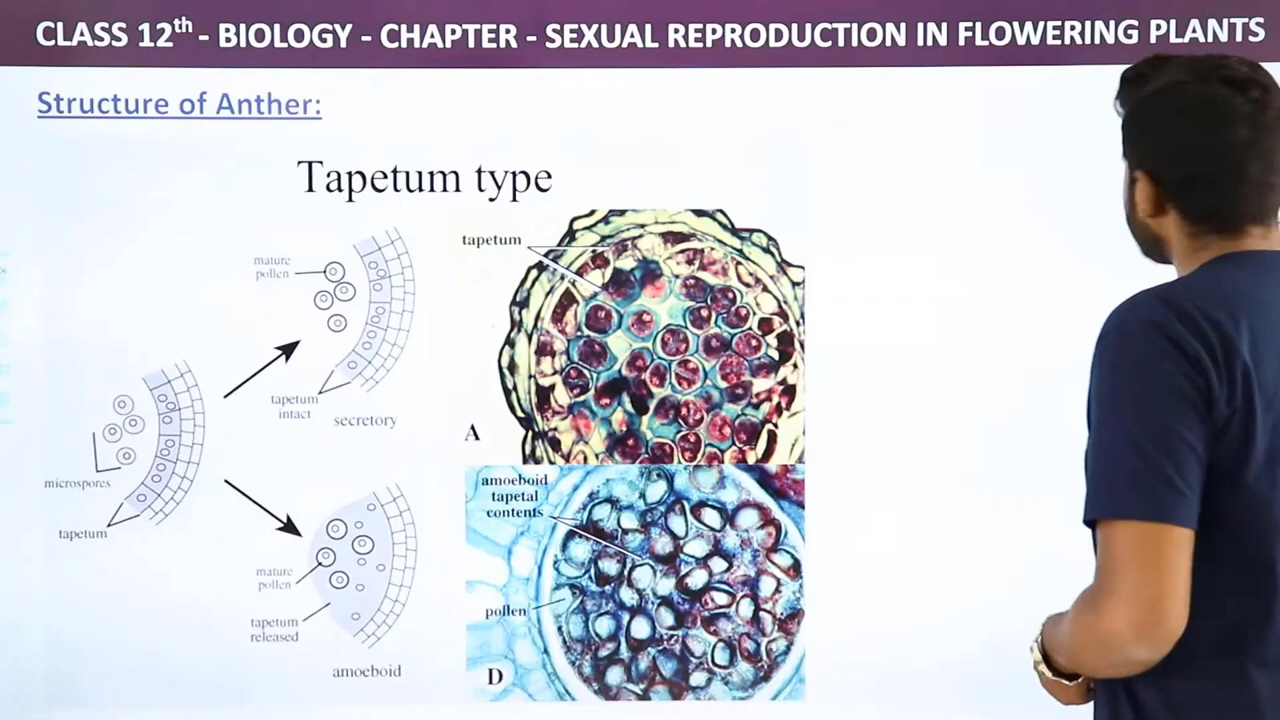 CLASS 12th - BIOLOGY - CHAPTER - SEXUAL REPRODUCTION IN FLOWERING PLANTS
Structure of Anther:
Tapetum type
mature
pollen
tapetum
intact
secretory
microspores
tapetum
mature
pollen
tapetum
released
amoeboid
tapetum
A
amoeboid
tapetal
contents
pollen
D